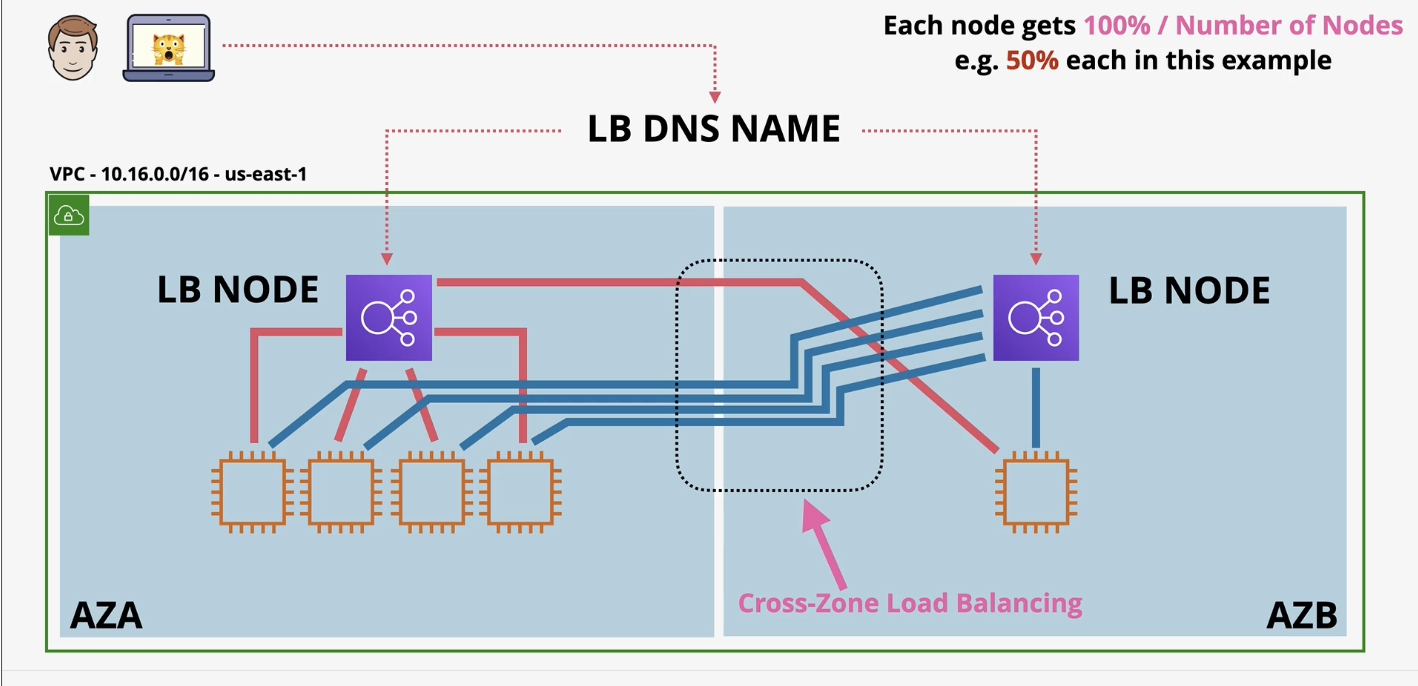 Each node gets 100% / Number of Nodes
e.g. 50% each in this example
LB DNS NAME
VPC - 10.16.0.0/16 - us-east-1
LB NODE
LB NODE
Cross-Zone Load Balancing
AZA
AZB